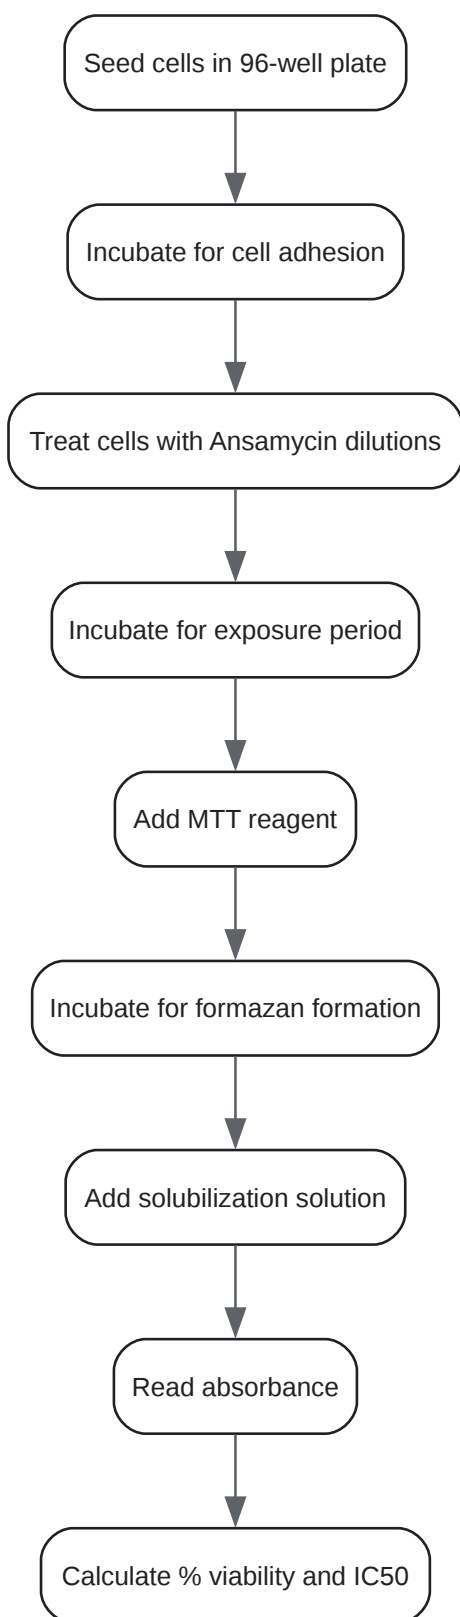 Seed cells in 96-well plate
Incubate for cell adhesion
Treat cells with Ansamycin dilutions
Incubate for exposure period
Add MTT reagent
Incubate for formazan formation
Add solubilization solution
Read absorbance
Calculate % viability and IC50